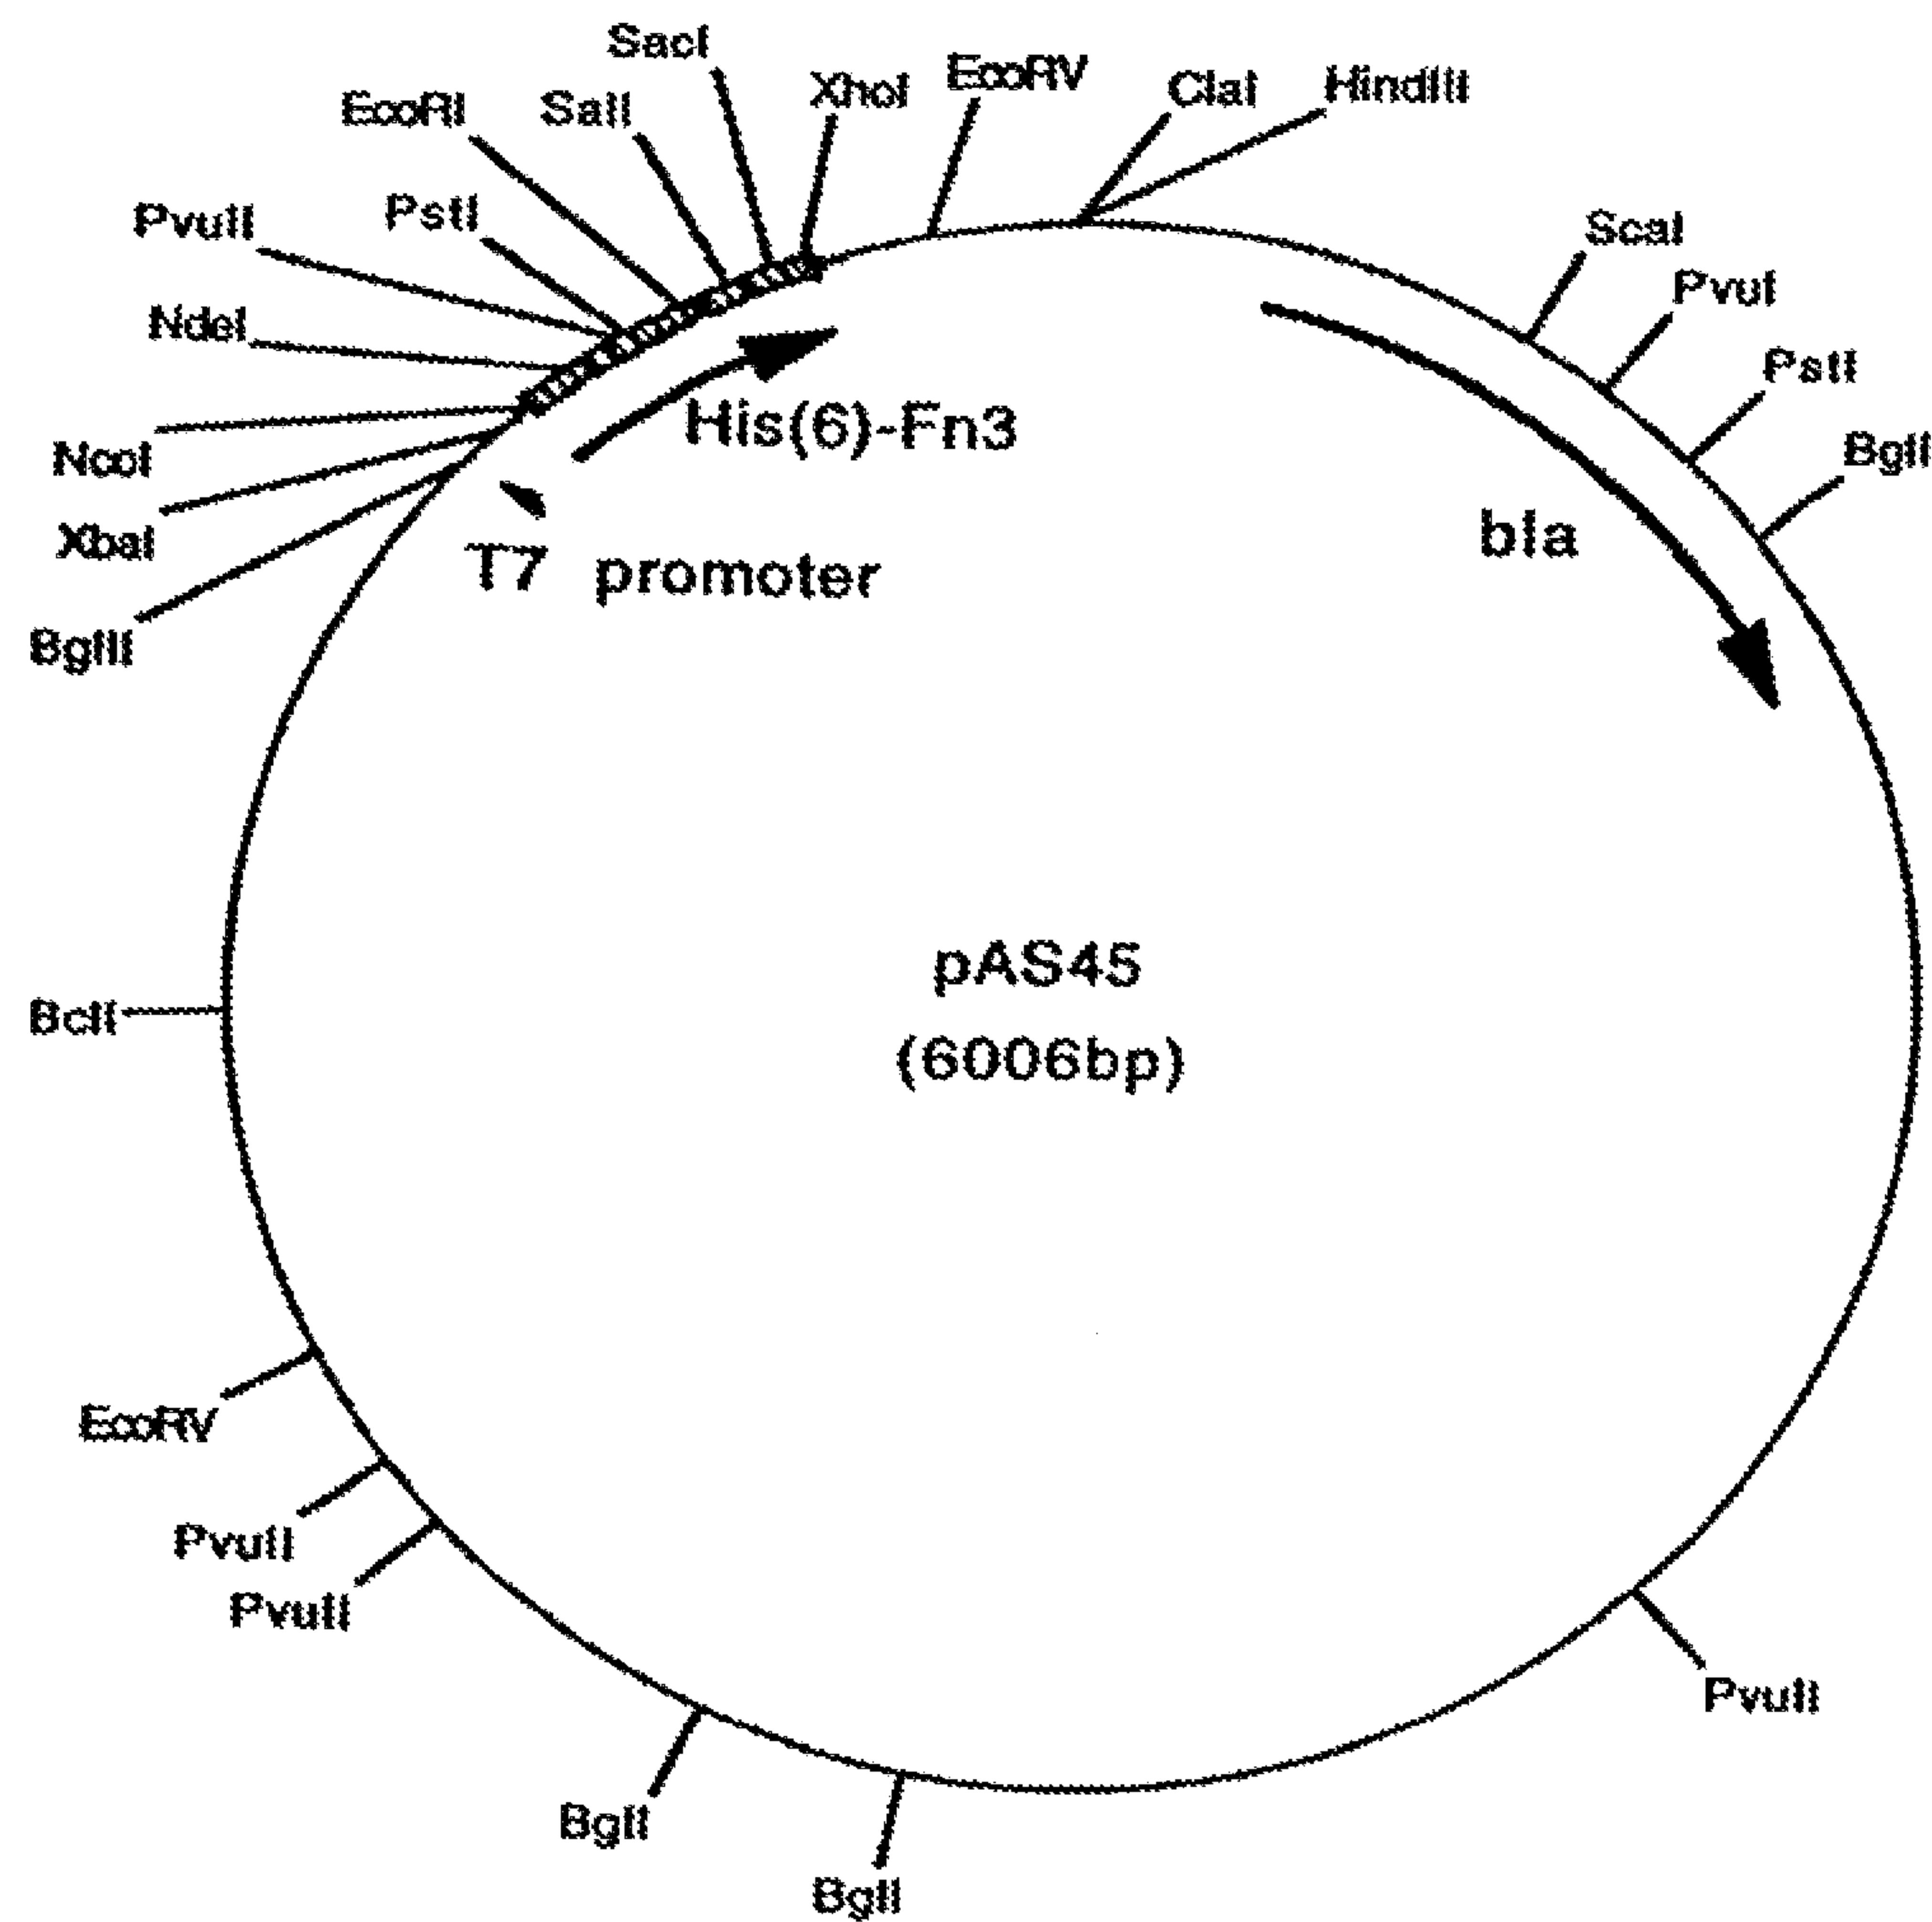 SacI
EcoRV
XhoI
ClaI
HindIII
EcoRI
SalI
PvuII
PstI
ScaI
NdeI
PvuI
PstI
His(6)-Fn3
NcoI
BglI
XbaI
bla
T7 promoter
BglII
pAS45
BclI
(6006bp)
EcoRV
PvuII
PvuII
PvuII
BglI
BglI